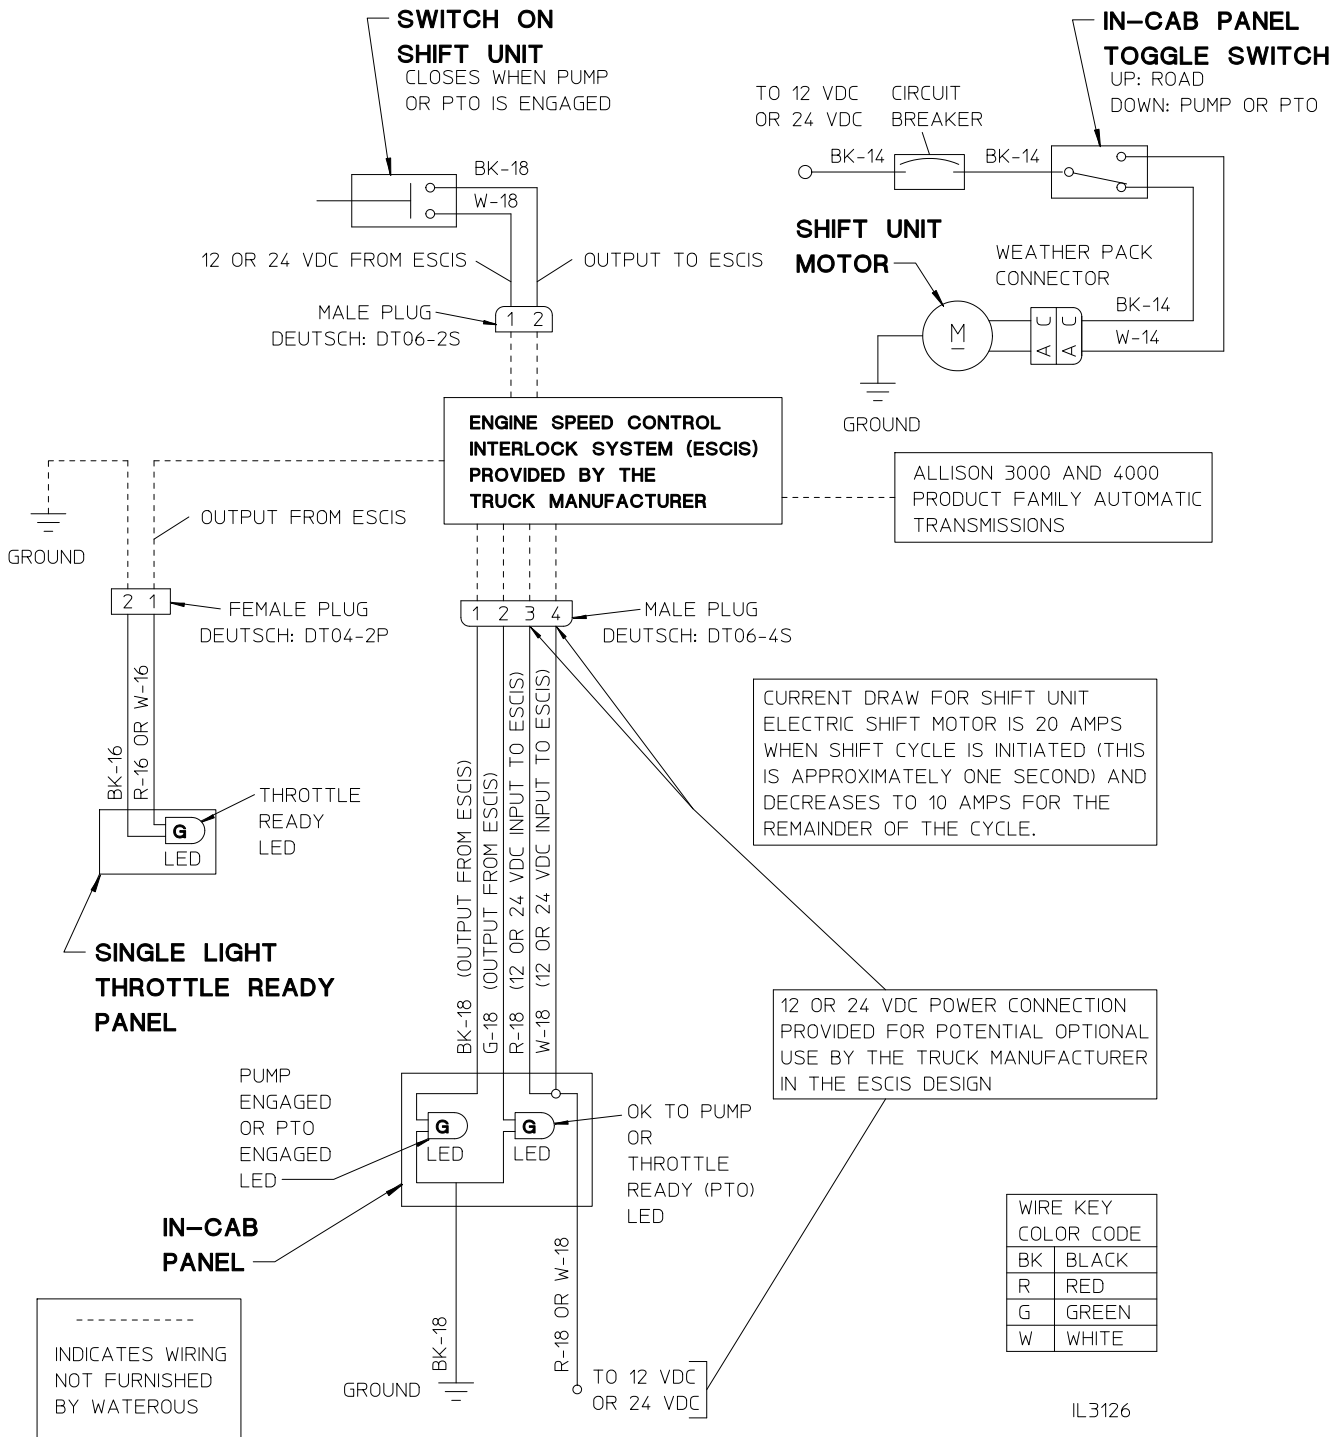 SWITCH ON
SHIFT UNIT
CLOSES WHEN PUMP
OR PTO IS ENGAGED
IN-CAB PANEL
TOGGLE SWITCH
UP: ROAD
DOWN: PUMP OR PTO
TO 12 VDC
OR 24 VDC
CIRCUIT
BREAKER
BK-14
BK-14
BK-18
W-18
SHIFT UNIT
MOTOR
WEATHER PACK
CONNECTOR
12 OR 24 VDC FROM ESCIS
OUTPUT TO ESCIS
BK-14
W-14
M
A C
A C
MALE PLUG
DEUTSCH: DT06-2S
1 2
GROUND
ENGINE SPEED CONTROL
INTERLOCK SYSTEM (ESCIS)
PROVIDED BY THE
TRUCK MANUFACTURER
ALLISON 3000 AND 4000
PRODUCT FAMILY AUTOMATIC
TRANSMISSIONS
OUTPUT FROM ESCIS
GROUND
2 1
FEMALE PLUG
DEUTSCH: DT04-2P
1 2 3 4
MALE PLUG
DEUTSCH: DT06-4S
BK-16
R-16 OR W-16
BK-18 (OUTPUT FROM ESCIS)
G-18 (OUTPUT FROM ESCIS)
R-18 (12 OR 24 VDC INPUT TO ESCIS)
W-18 (12 OR 24 VDC INPUT TO ESCIS)
CURRENT DRAW FOR SHIFT UNIT
ELECTRIC SHIFT MOTOR IS 20 AMPS
WHEN SHIFT CYCLE IS INITIATED (THIS
IS APPROXIMATELY ONE SECOND) AND
DECREASES TO 10 AMPS FOR THE
REMAINDER OF THE CYCLE.
THROTTLE
READY
LED
G
LED
SINGLE LIGHT
THROTTLE READY
PANEL
12 OR 24 VDC POWER CONNECTION
PROVIDED FOR POTENTIAL OPTIONAL
USE BY THE TRUCK MANUFACTURER
IN THE ESCIS DESIGN
PUMP
ENGAGED
OR PTO
ENGAGED
LED
G
LED
G
LED
OK TO PUMP
OR
THROTTLE
READY (PTO)
LED
IN-CAB
PANEL
WIRE KEY
COLOR CODE
BK BLACK
R RED
G GREEN
W WHITE
BK-18
R-18 OR W-18
GROUND
TO 12 VDC
OR 24 VDC
INDICATES WIRING
NOT FURNISHED
BY WATEROUS
IL3126